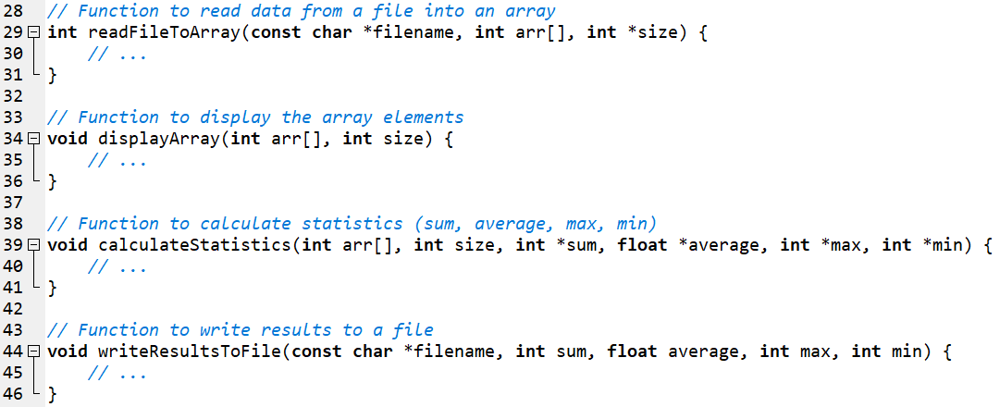 28 // Function to read data from a file into an array
29 int readFileToArray(const char *filename, int arr[], int *size) {
30 // ...
31 }
32
33 // Function to display the array elements
34 void displayArray(int arr[], int size) {
35 // ...
36 }
37
38 // Function to calculate statistics (sum, average, max, min)
39 void calculateStatistics(int arr[], int size, int *sum, float *average, int *max, int *min) {
40 // ...
41 }
42
43 // Function to write results to a file
44 void writeResultsToFile(const char *filename, int sum, float average, int max, int min) {
45 // ...
46 }